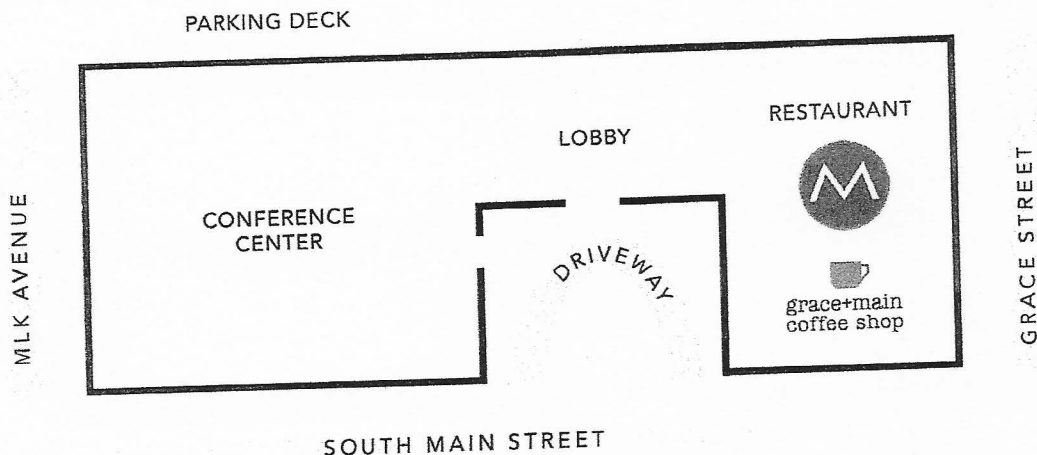 PARKING DECK
LOBBY
RESTAURANT
M
MLK AVENUE
CONFERENCE
CENTER
DRIVEWAY
grace+main
coffee shop
GRACE STREET
SOUTH MAIN STREET